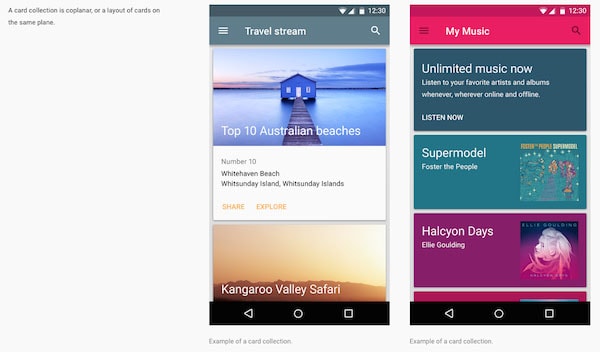 A card collection is coplanar, or a layout of cards on
the same plane.
12:30
Travel stream
Top 10 Australian beaches
Number 10
Whitehaven Beach
Whitsunday Island, Whitsunday Islands
SHARE EXPLORE
Kangaroo Valley Safari
Example of a card collection.
12:30
My Music
Unlimited music now
Listen to your favorite artists and albums
whenever, wherever online and offline.
LISTEN NOW
Supermodel
Foster the People
FOSTER THE PEOPLE SUPERMODEL
Halcyon Days
Ellie Goulding
ELLIE GOULDING
HALCYON DAYS
Example of a card collection.